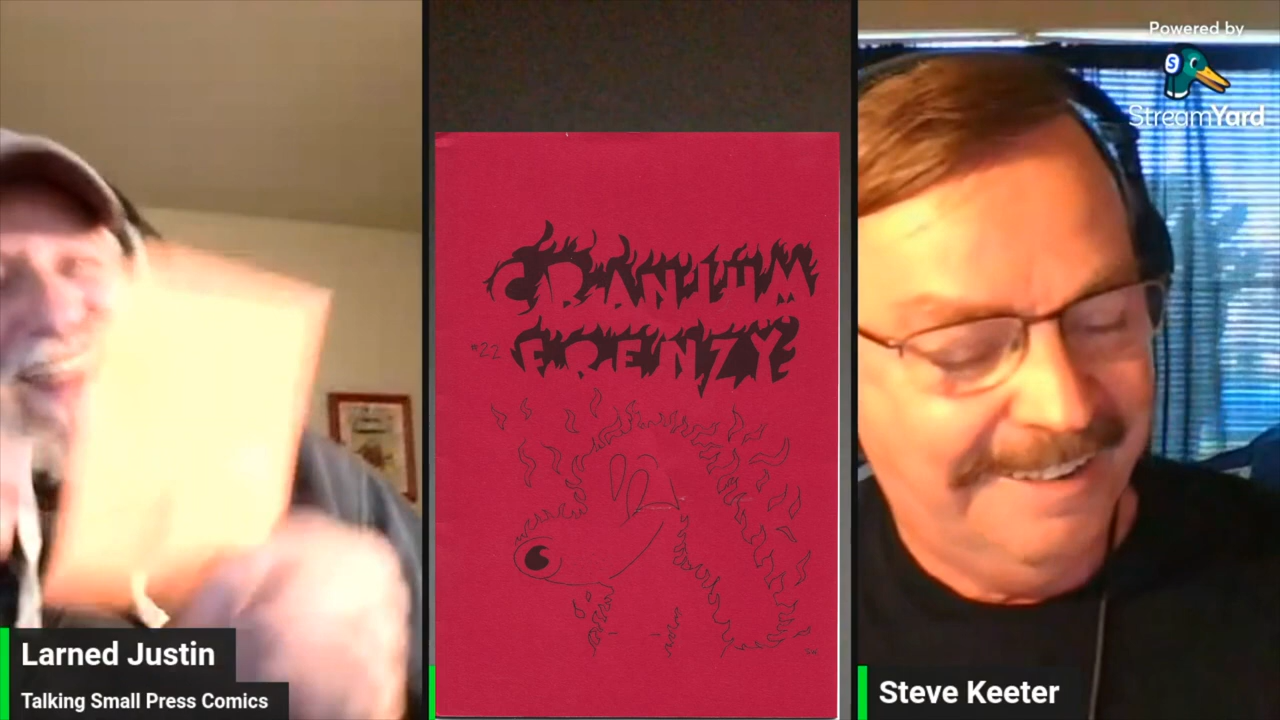 Powered by
StreamYard
CRANIUM
#22 FRENZY
Larned Justin
Talking Small Press Comics
Steve Keeter